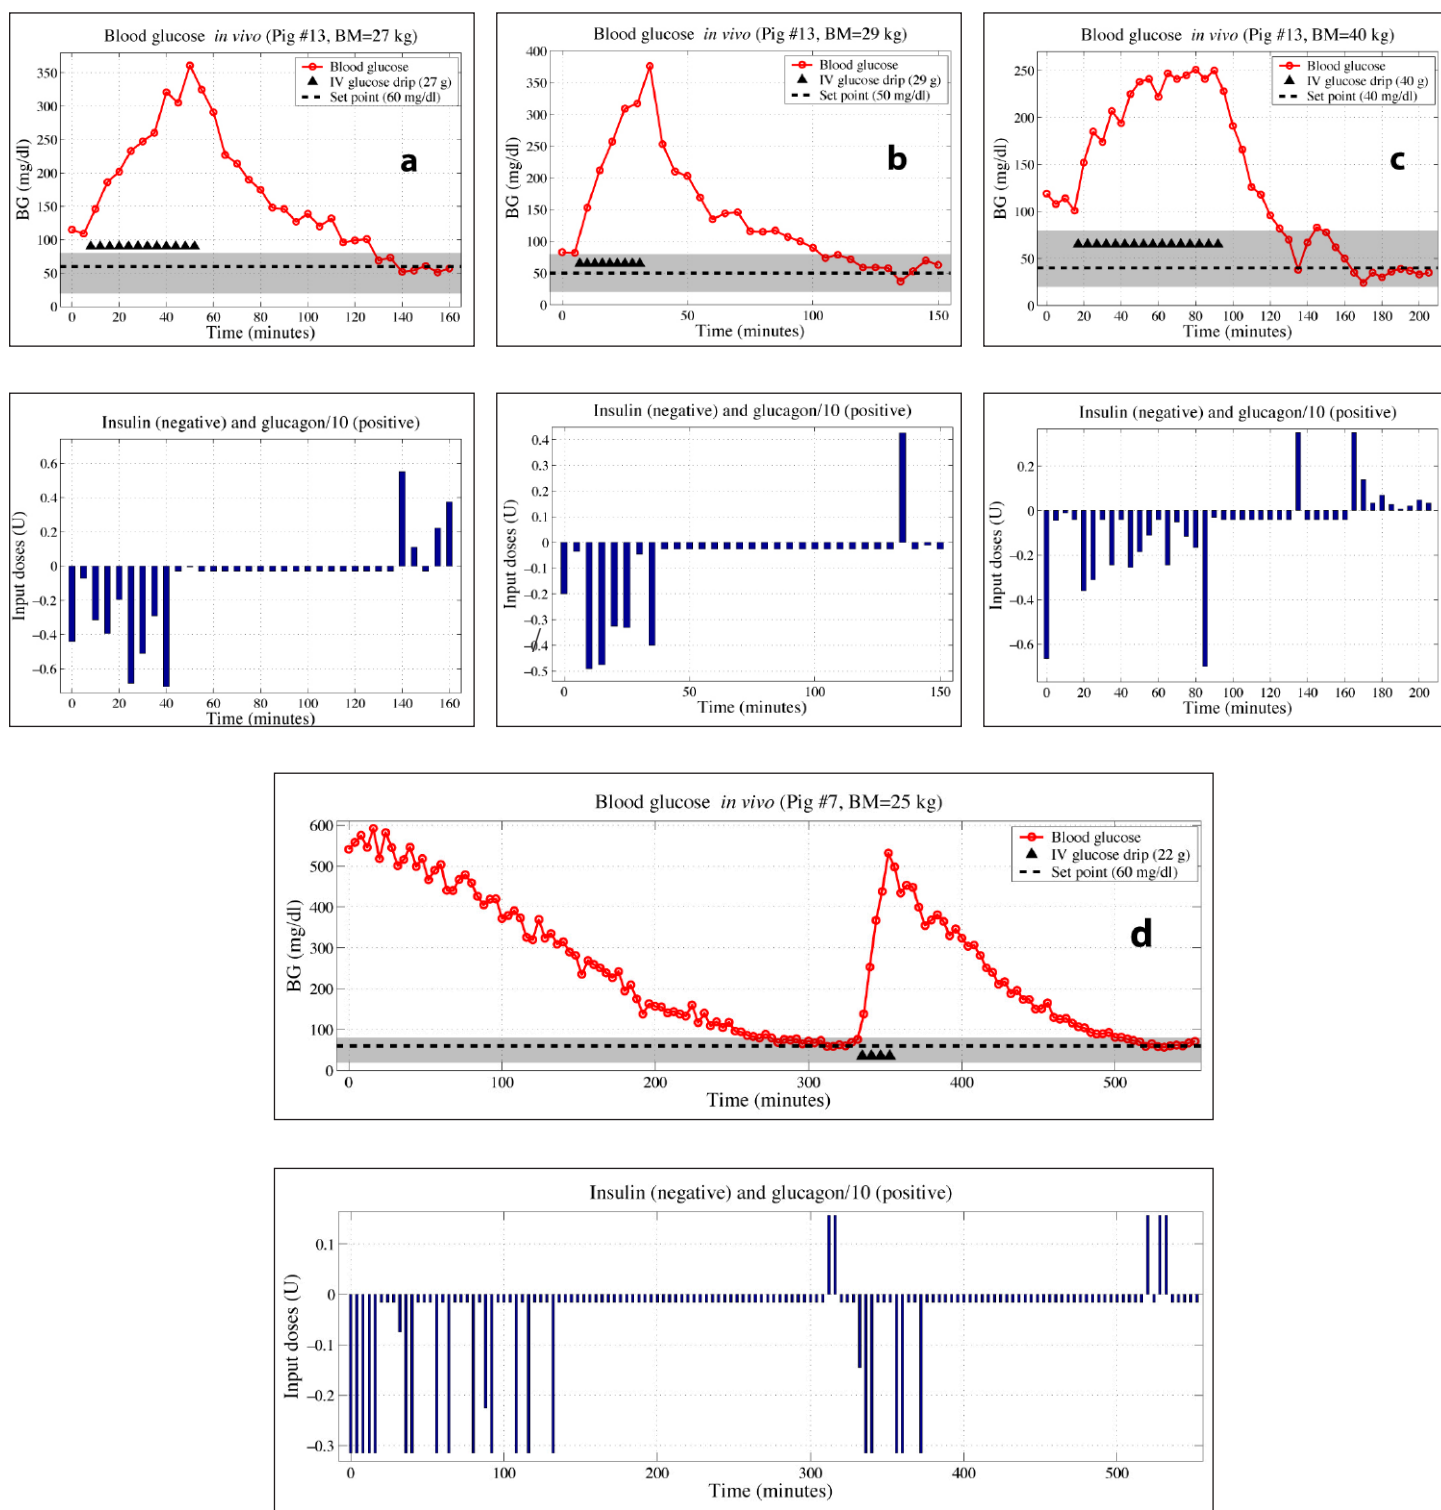 Blood glucose in vivo (Pig #13, BM=27 kg)
Blood glucose
IV glucose drip (27 g)
Set point (60 mg/dl)
a
BG (mg/dl)
350
300
250
200
150
100
50
0
0 20 40 60 80 100 120 140 160
Time (minutes)
Blood glucose in vivo (Pig #13, BM=29 kg)
Blood glucose
IV glucose drip (29 g)
Set point (50 mg/dl)
b
BG (mg/dl)
400
350
300
250
200
150
100
50
0
0 50 100 150
Time (minutes)
Blood glucose in vivo (Pig #13, BM=40 kg)
Blood glucose
IV glucose drip (40 g)
Set point (40 mg/dl)
c
BG (mg/dl)
250
200
150
100
50
0
0 20 40 60 80 100 120 140 160 180 200
Time (minutes)
Insulin (negative) and glucagon/10 (positive)
Input doses (U)
0.6
0.4
0.2
0
−0.2
−0.4
−0.6
0 20 40 60 80 100 120 140 160
Time (minutes)
Insulin (negative) and glucagon/10 (positive)
Input doses (U)
0.4
0.3
0.2
0.1
0
−0.1
−0.2
−0.3
−0.4
−0.5
0 50 100 150
Time (minutes)
Insulin (negative) and glucagon/10 (positive)
Input doses (U)
0.2
0
−0.2
−0.4
−0.6
0 20 40 60 80 100 120 140 160 180 200
Time (minutes)
Blood glucose in vivo (Pig #7, BM=25 kg)
Blood glucose
IV glucose drip (22 g)
Set point (60 mg/dl)
d
BG (mg/dl)
600
500
400
300
200
100
0
0 100 200 300 400 500
Time (minutes)
Insulin (negative) and glucagon/10 (positive)
Input doses (U)
0.1
0
−0.1
−0.2
−0.3
0 100 200 300 400 500
Time (minutes)